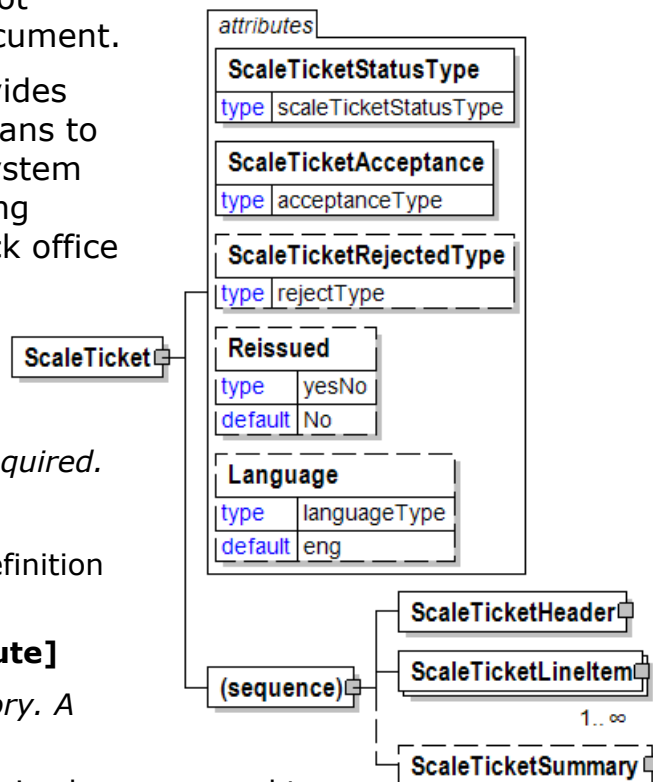 ot
cument.
vides
ans to
ystem
ng
ck office
quired.
efinition
ute]
ory. A
attributes
ScaleTicketStatusType
type scaleTicketStatusType
ScaleTicketAcceptance
type acceptanceType
ScaleTicketRejectedType
type rejectType
ScaleTicket
Reissued
type yesNo
default No
Language
type languageType
default eng
ScaleTicketHeader
(sequence)
ScaleTicketLineItem
1.. ∞
ScaleTicketSummary